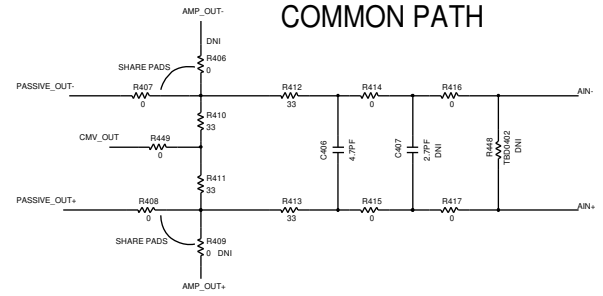 COMMON PATH
AMP_OUT-
DNI
R406
0
SHARE PADS
PASSIVE_OUT-
R407
0
R412
33
R414
0
R416
0
AIN-
R410
33
CMV_OUT
R449
0
C406
4.7PF
C407
2.7PF
DNI
R448
TBD0402
DNI
R411
33
PASSIVE_OUT+
R408
0
R413
33
R415
0
R417
0
AIN+
SHARE PADS
R409
0 DNI
AMP_OUT+